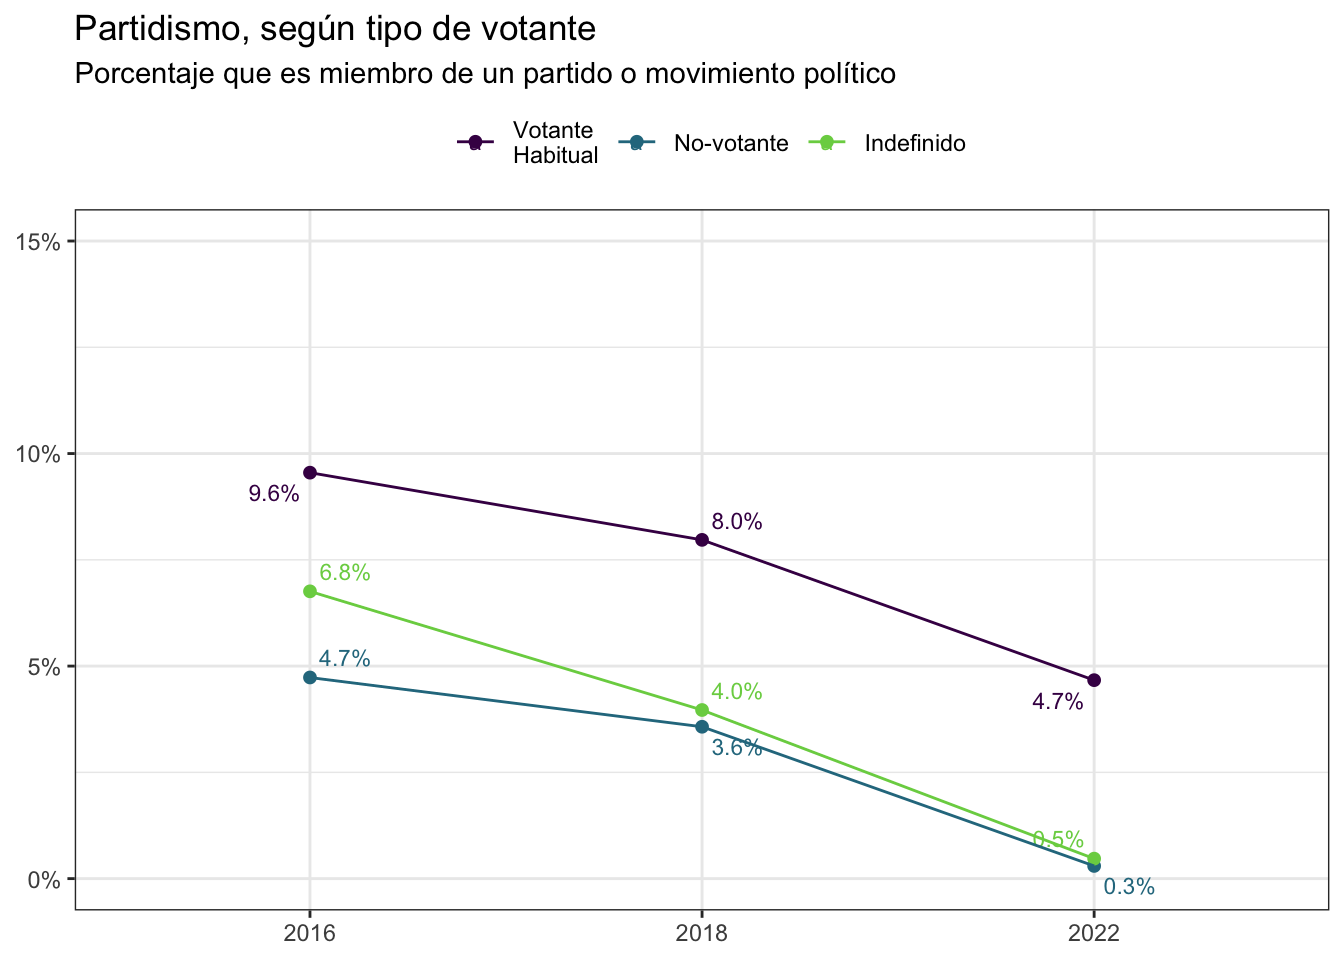 Partidismo, según tipo de votante
Porcentaje que es miembro de un partido o movimiento político
Votante
Habitual
No-votante
Indefinido
15%
10%
5%
0%
9.6%
8.0%
4.7%
6.8%
4.0%
0.5%
4.7%
3.6%
0.3%
2016
2018
2022